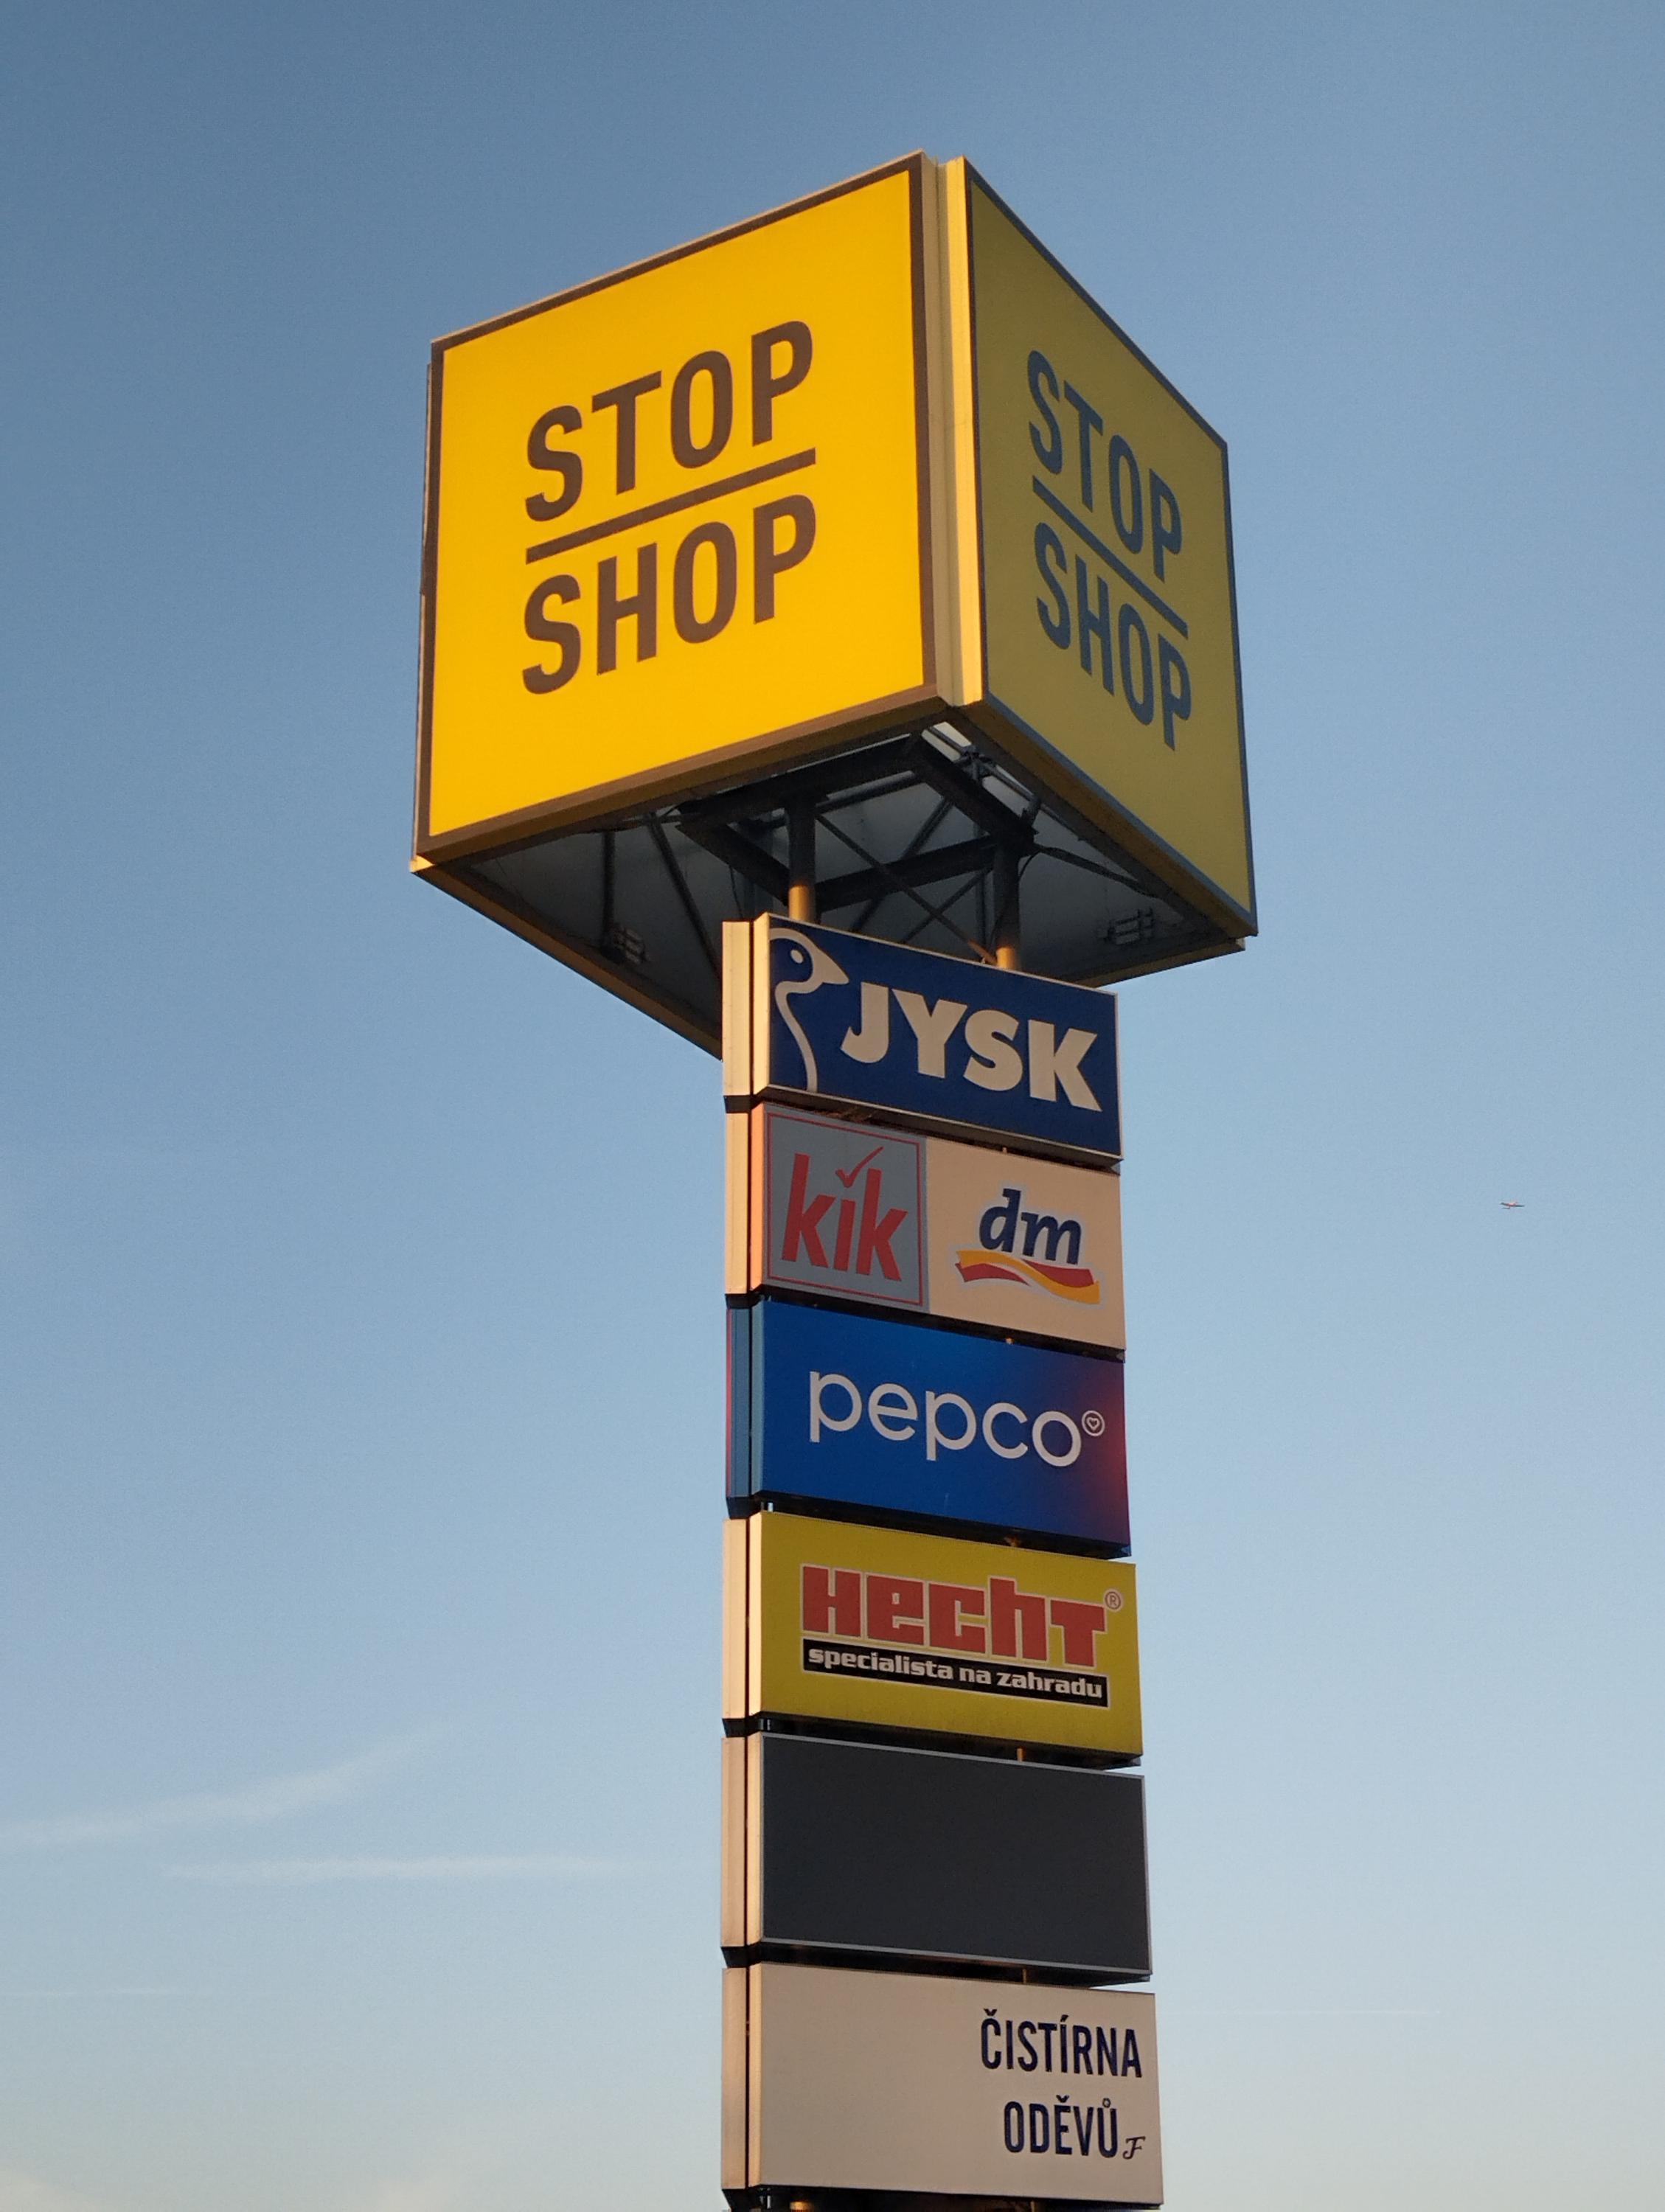 STOP
SHOP
STOP
SHOP
JYSK
kik
dm
pepco
HECHT®
specialista na zahradu
ČISTÍRNA
ODĚVŮ F